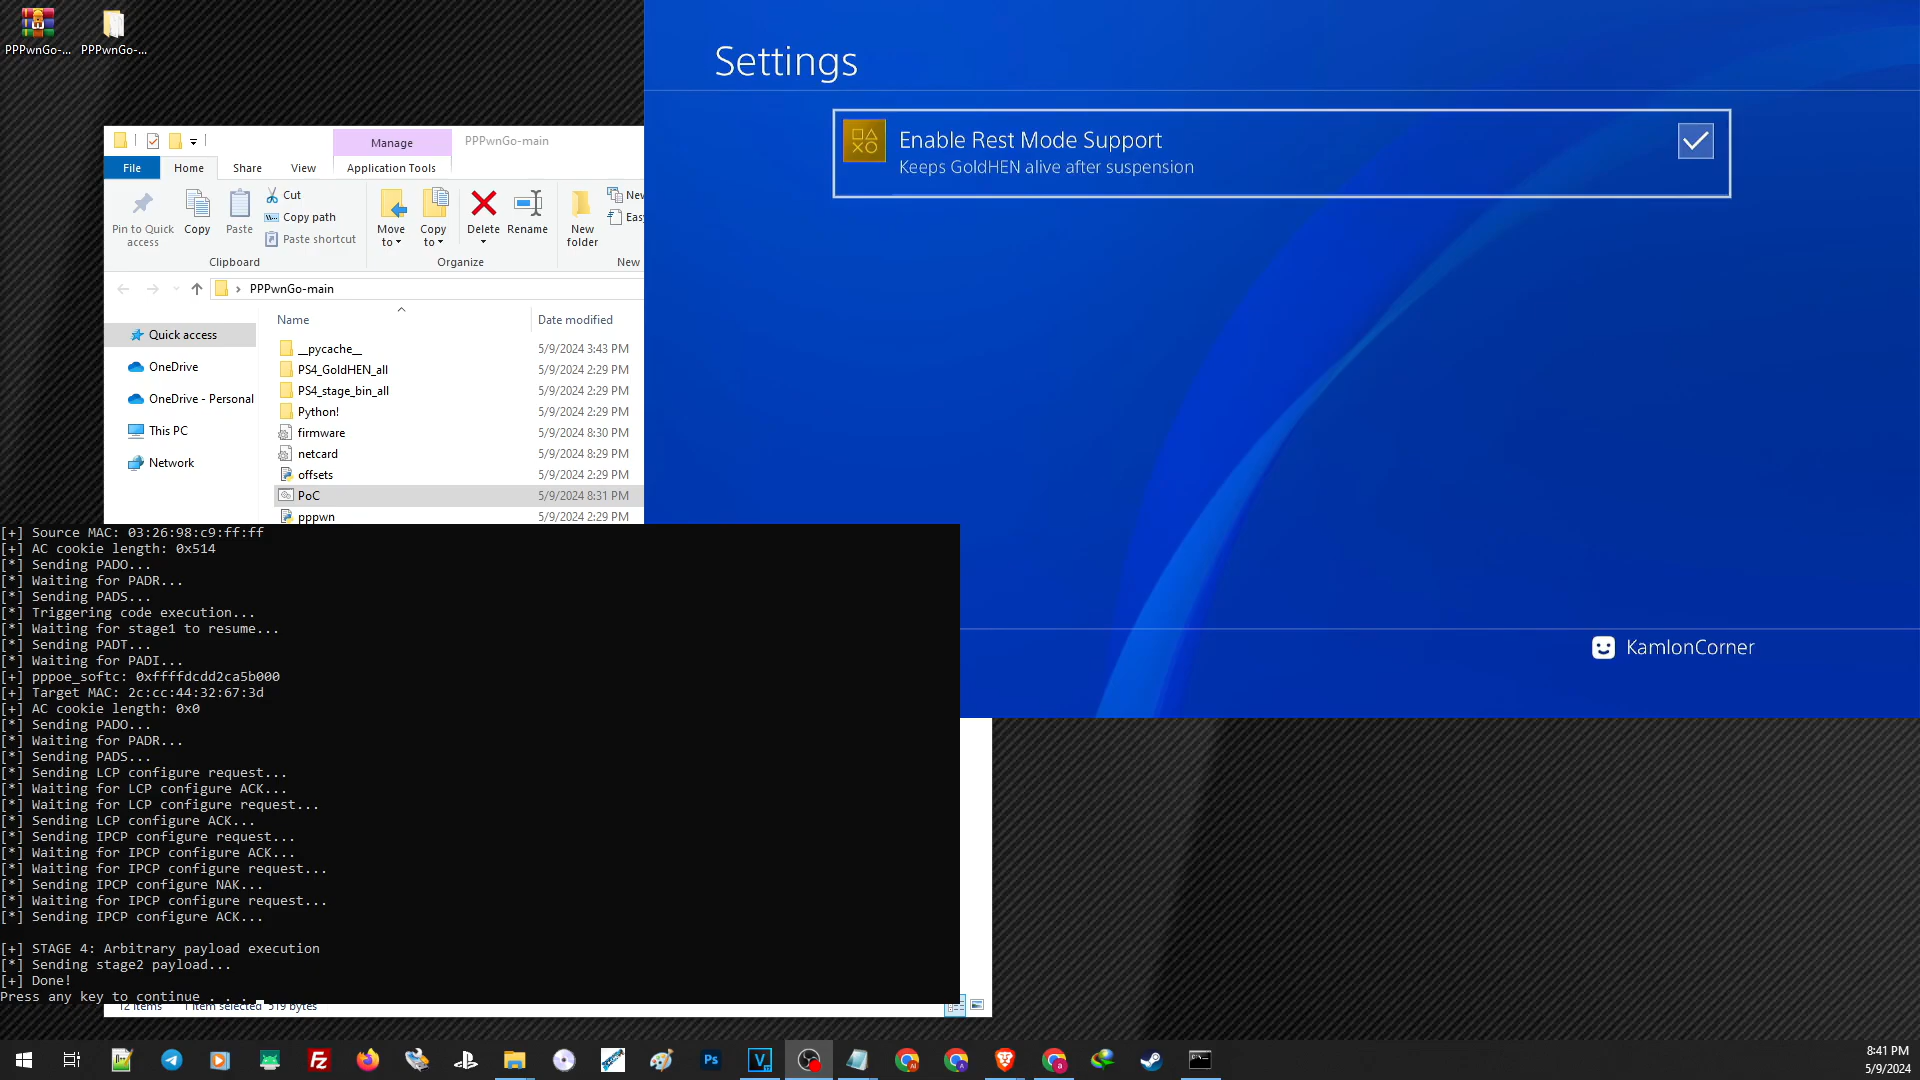 PPPwnGo-...
PPPwnGo-...
Manage
PPPwnGo-main
File
Home
Share
View
Application Tools
Pin to Quick access
Copy
Paste
Cut
Copy path
Paste shortcut
Move to
Copy to
Delete
Rename
New folder
New
Easy
Clipboard
Organize
New
PPPwnGo-main
Name
Date modified
Quick access
OneDrive
OneDrive - Personal
This PC
Network
__pycache__ 5/9/2024 3:43 PM
PS4_GoldHEN_all 5/9/2024 2:29 PM
PS4_stage_bin_all 5/9/2024 2:29 PM
Python! 5/9/2024 2:29 PM
firmware 5/9/2024 8:30 PM
netcard 5/9/2024 8:29 PM
offsets 5/9/2024 2:29 PM
PoC 5/9/2024 8:31 PM
pppwn 5/9/2024 2:29 PM
Settings
Enable Rest Mode Support
Keeps GoldHEN alive after suspension
KamlonCorner
[+] Source MAC: 03:26:98:c9:ff:ff
[+] AC cookie length: 0x514
[*] Sending PADO...
[*] Waiting for PADR...
[*] Sending PADS...
[*] Triggering code execution...
[*] Waiting for stage1 to resume...
[*] Sending PADT...
[*] Waiting for PADI...
[+] pppoe_softc: 0xffffdcdd2ca5b000
[+] Target MAC: 2c:cc:44:32:67:3d
[+] AC cookie length: 0x0
[*] Sending PADO...
[*] Waiting for PADR...
[*] Sending PADS...
[*] Sending LCP configure request...
[*] Waiting for LCP configure ACK...
[*] Waiting for LCP configure request...
[*] Sending LCP configure ACK...
[*] Sending IPCP configure request...
[*] Waiting for IPCP configure ACK...
[*] Waiting for IPCP configure request...
[*] Sending IPCP configure NAK...
[*] Waiting for IPCP configure request...
[*] Sending IPCP configure ACK...
[+] STAGE 4: Arbitrary payload execution
[*] Sending stage2 payload...
[+] Done!
Press any key to continue . . .
12 items 1 item selected 519 bytes
Ps
V
8:41 PM
5/9/2024